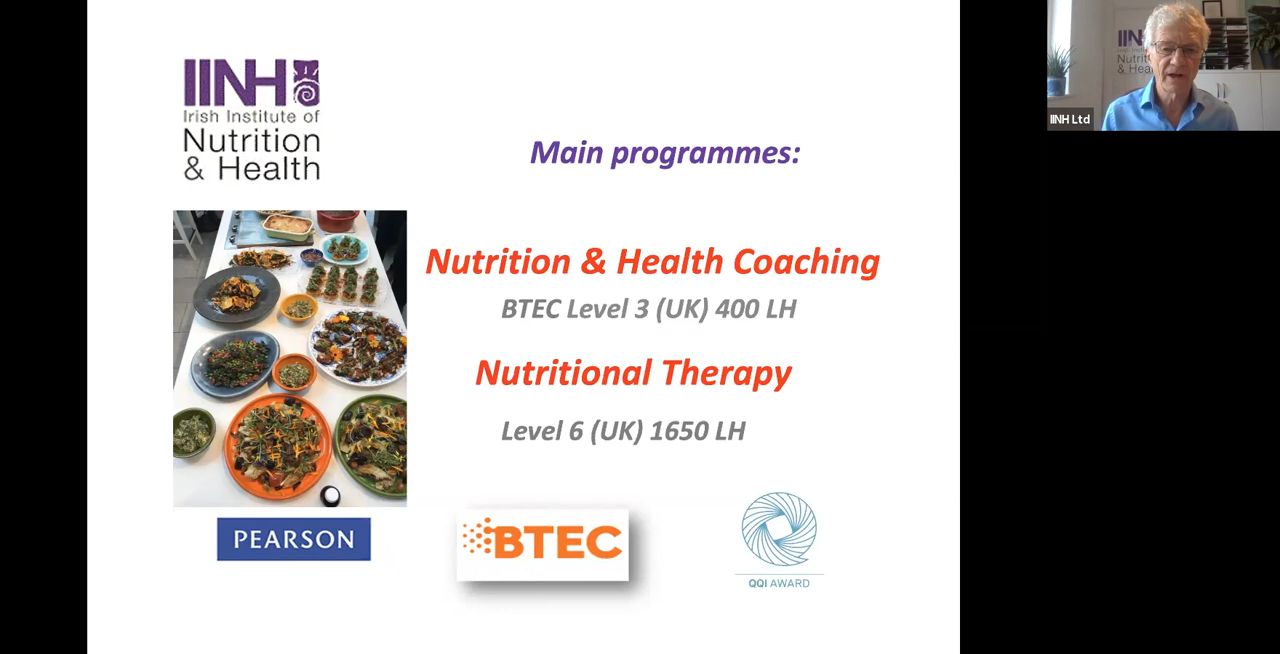 IINH
Irish Institute of
Nutrition
& Health
Main programmes:
Nutrition & Health Coaching
BTEC Level 3 (UK) 400 LH
Nutritional Therapy
Level 6 (UK) 1650 LH
PEARSON
BTEC
QQI AWARD
IINH Ltd